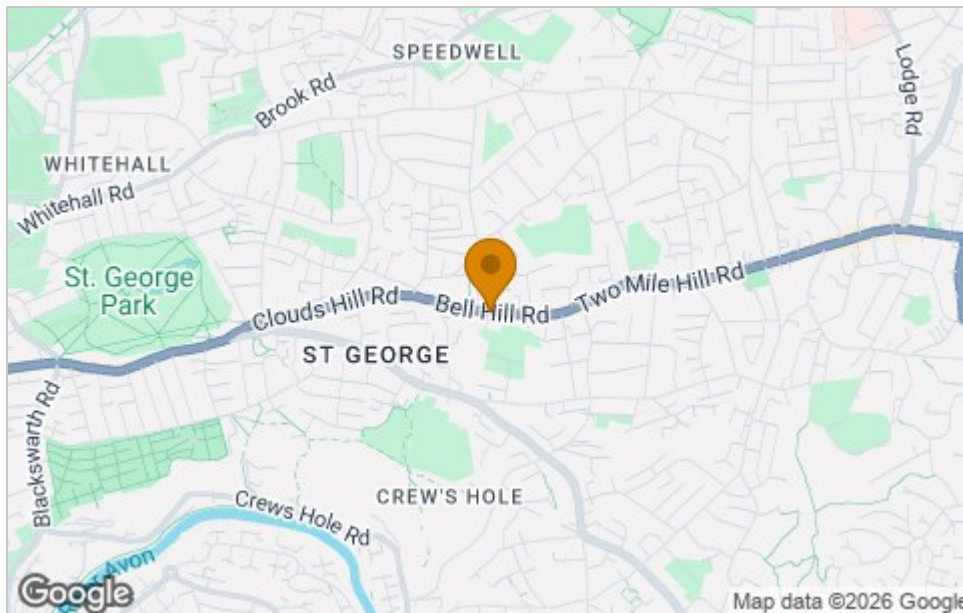 SPEEDWELL
Brook Rd
Lodge Rd
WHITEHALL
Whitehall Rd
St. George
Park
Clouds Hill Rd
Bell Hill Rd
Two Mile Hill Rd
ST GEORGE
Blackswarth Rd
CREW'S HOLE
Crews Hole Rd
Avon
Google
Map data ©2026 Google